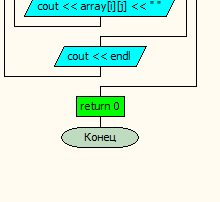 cout << array[i][j] << " "
cout << endl
return 0
Конец